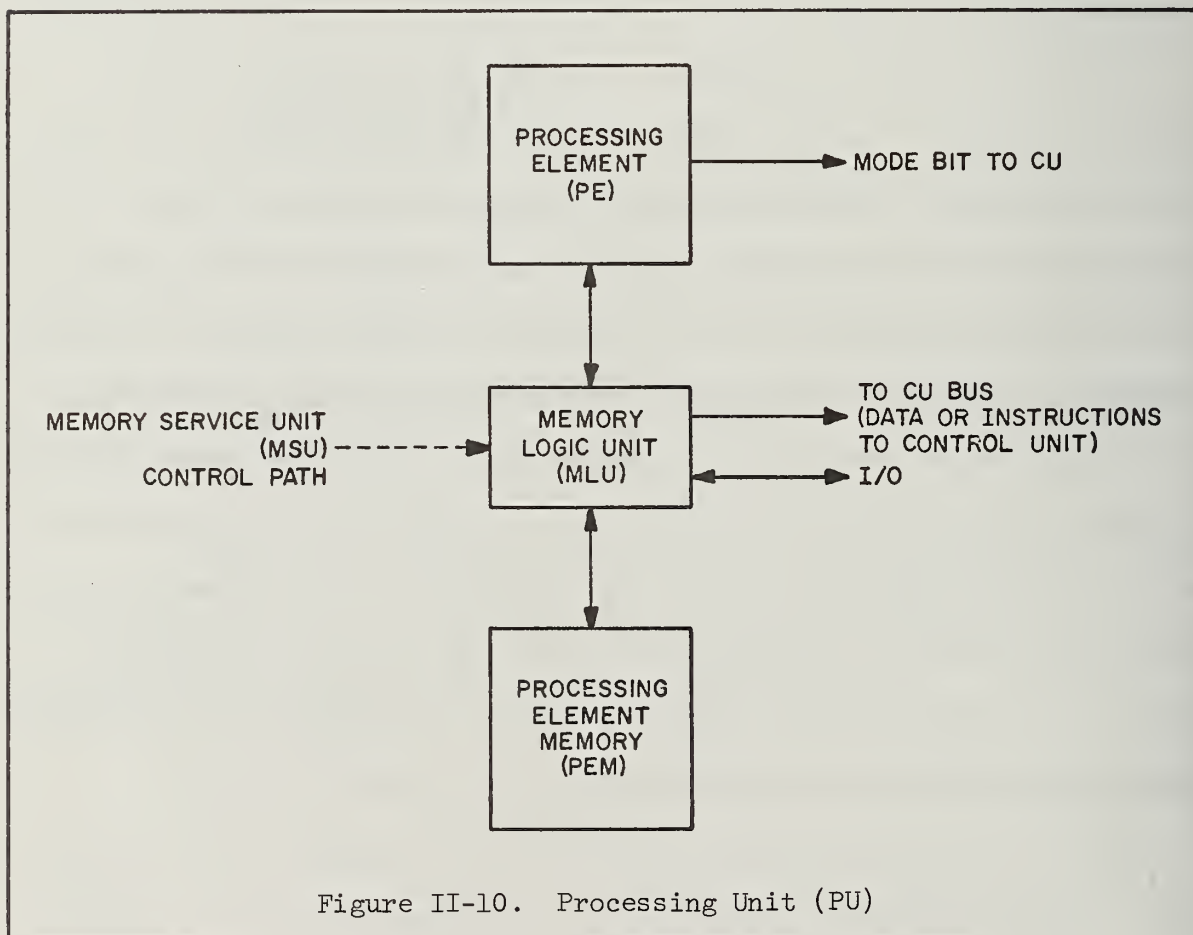 PROCESSING
ELEMENT
(PE)
MODE BIT TO CU
MEMORY SERVICE UNIT
(MSU)
CONTROL PATH
MEMORY
LOGIC UNIT
(MLU)
TO CU BUS
(DATA OR INSTRUCTIONS
TO CONTROL UNIT)
I/O
PROCESSING
ELEMENT
MEMORY
(PEM)
Figure II-10. Processing Unit (PU)